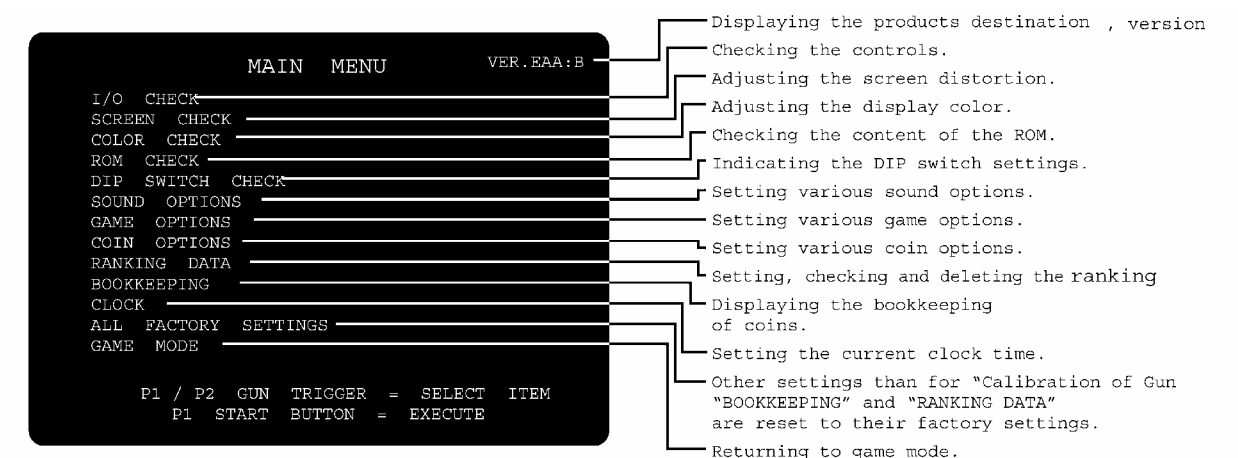 MAIN MENU
VER.EAA:B
I/O CHECK
SCREEN CHECK
COLOR CHECK
ROM CHECK
DIP SWITCH CHECK
SOUND OPTIONS
GAME OPTIONS
COIN OPTIONS
RANKING DATA
BOOKKEEPING
CLOCK
ALL FACTORY SETTINGS
GAME MODE
P1 / P2 GUN TRIGGER = SELECT ITEM
P1 START BUTTON = EXECUTE
Displaying the products destination , version
Checking the controls.
Adjusting the screen distortion.
Adjusting the display color.
Checking the content of the ROM.
Indicating the DIP switch settings.
Setting various sound options.
Setting various game options.
Setting various coin options.
Setting, checking and deleting the ranking
Displaying the bookkeeping
of coins.
Setting the current clock time.
Other settings than for "Calibration of Gun
"BOOKKEEPING" and "RANKING DATA"
are reset to their factory settings.
Returning to game mode.